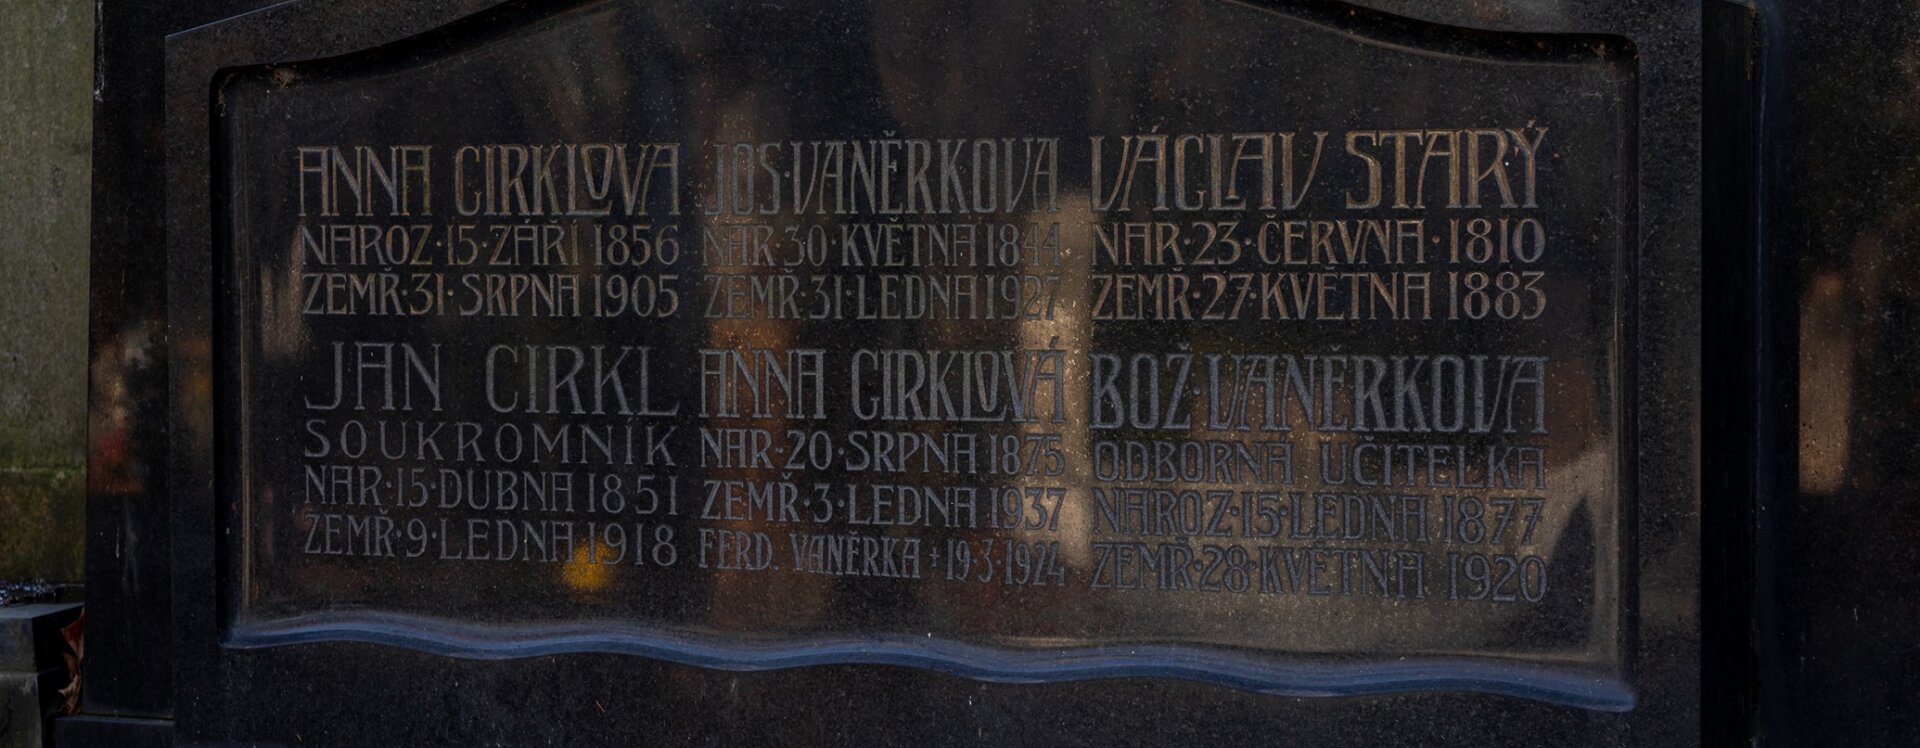 ANNA CIRKLOVA
NAROZ·15·ZÁŘÍ 1856
ZEMŘ·31·SRPNA 1905
JAN CIRKL
SOUKROMNÍK
NAR·15·DUBNA 1851
ZEMŘ·9·LEDNA 1918
JOS·VANĚRKOVA
NAR·30·KVĚTNA 1844
ZEMŘ·31·LEDNA 1927
ANNA CIRKLOVÁ
NAR·20·SRPNA 1875
ZEMŘ·3·LEDNA 1937
FERD. VANĚRKA + 19·3·1924
VÁCLAV STARÝ
NAR·23·ČERVNA·1810
ZEMŘ·27·KVĚTNA 1883
BOŽ·VANĚRKOVA
ODBORNÁ UČITELKA
NAROZ·15·LEDNA 1877
ZEMŘ·28·KVĚTNA 1920